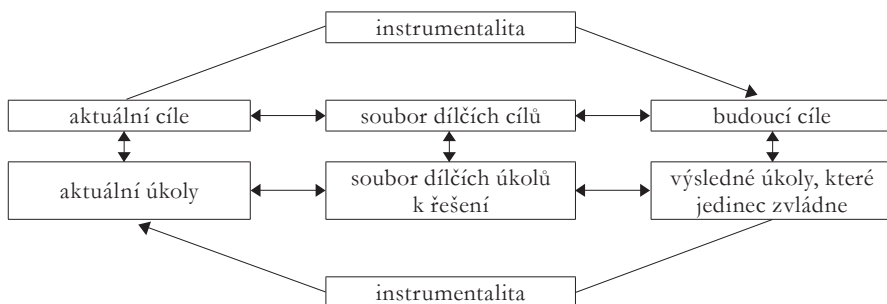 instrumentalita
aktuální cíle
soubor dílčích cílů
budoucí cíle
aktuální úkoly
soubor dílčích úkolů
k řešení
výsledné úkoly, které
jedinec zvládne
instrumentalita